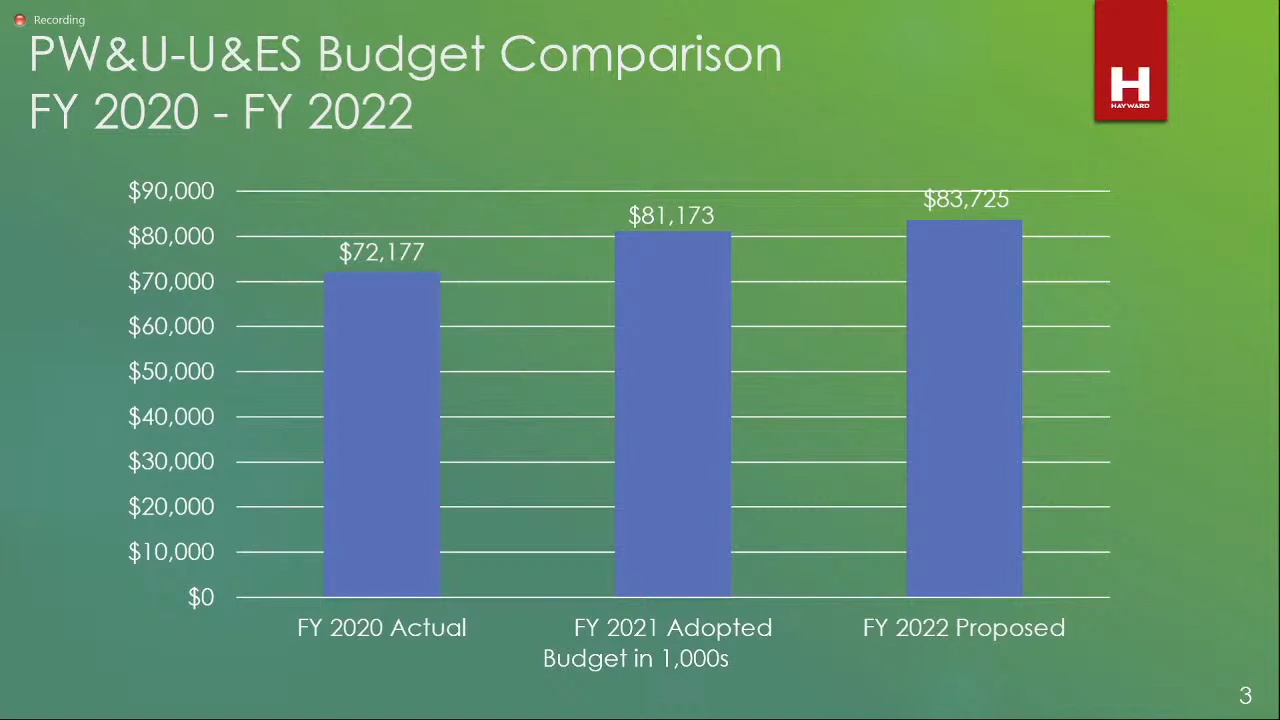 Recording
PW&U-U&ES Budget Comparison
FY 2020 - FY 2022
H
HAYWARD
$90,000
$80,000
$70,000
$60,000
$50,000
$40,000
$30,000
$20,000
$10,000
$0
$72,177
$81,173
$83,725
FY 2020 Actual
FY 2021 Adopted
FY 2022 Proposed
Budget in 1,000s
3